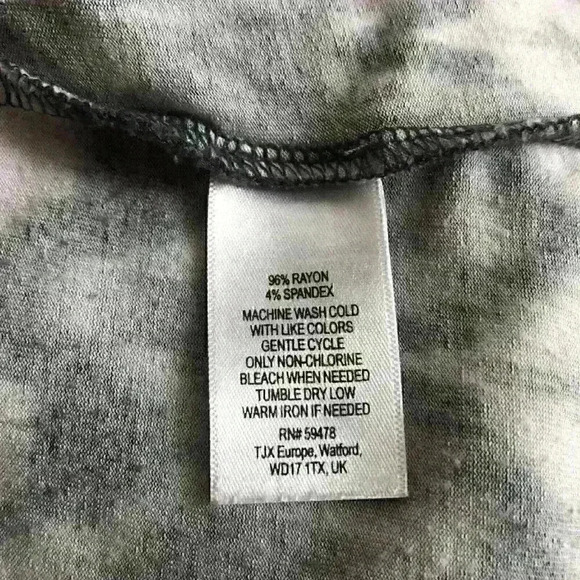 96% RAYON
4% SPANDEX
MACHINE WASH COLD
WITH LIKE COLORS
GENTLE CYCLE
ONLY NON-CHLORINE
BLEACH WHEN NEEDED
TUMBLE DRY LOW
WARM IRON IF NEEDED
RN# 59478
TJX Europe, Watford,
WD17 1TX, UK